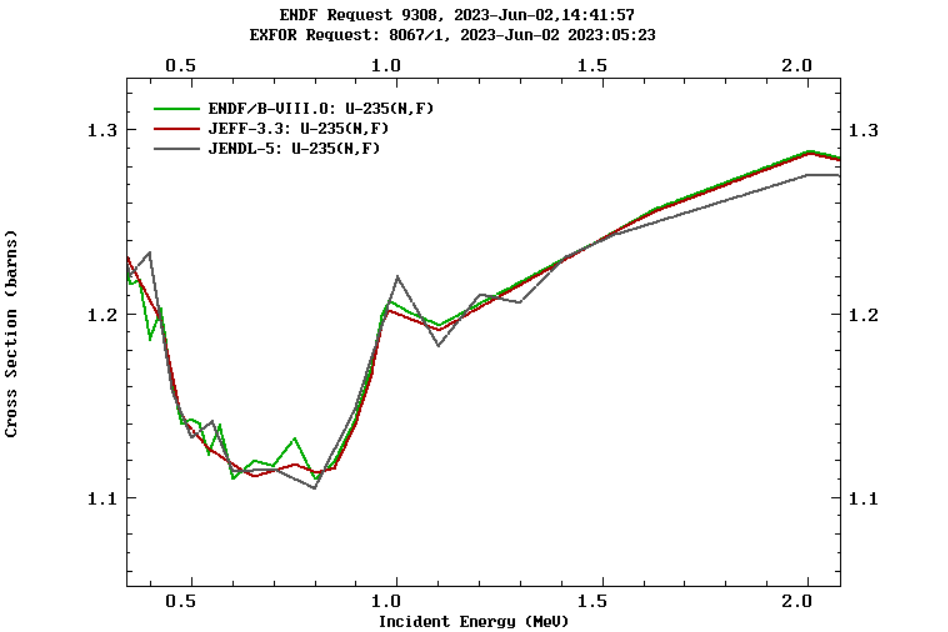 ENDF Request 9308, 2023-Jun-02,14:41:57
EXFOR Request: 8067/1, 2023-Jun-02 2023:05:23
0.5 1.0 1.5 2.0
ENDF/B-VIII.0: U-235(N,F)
JEFF-3.3: U-235(N,F)
JENDL-5: U-235(N,F)
1.3 1.3
1.2 1.2
1.1 1.1
Cross Section (barns)
0.5 1.0 1.5 2.0
Incident Energy (MeV)